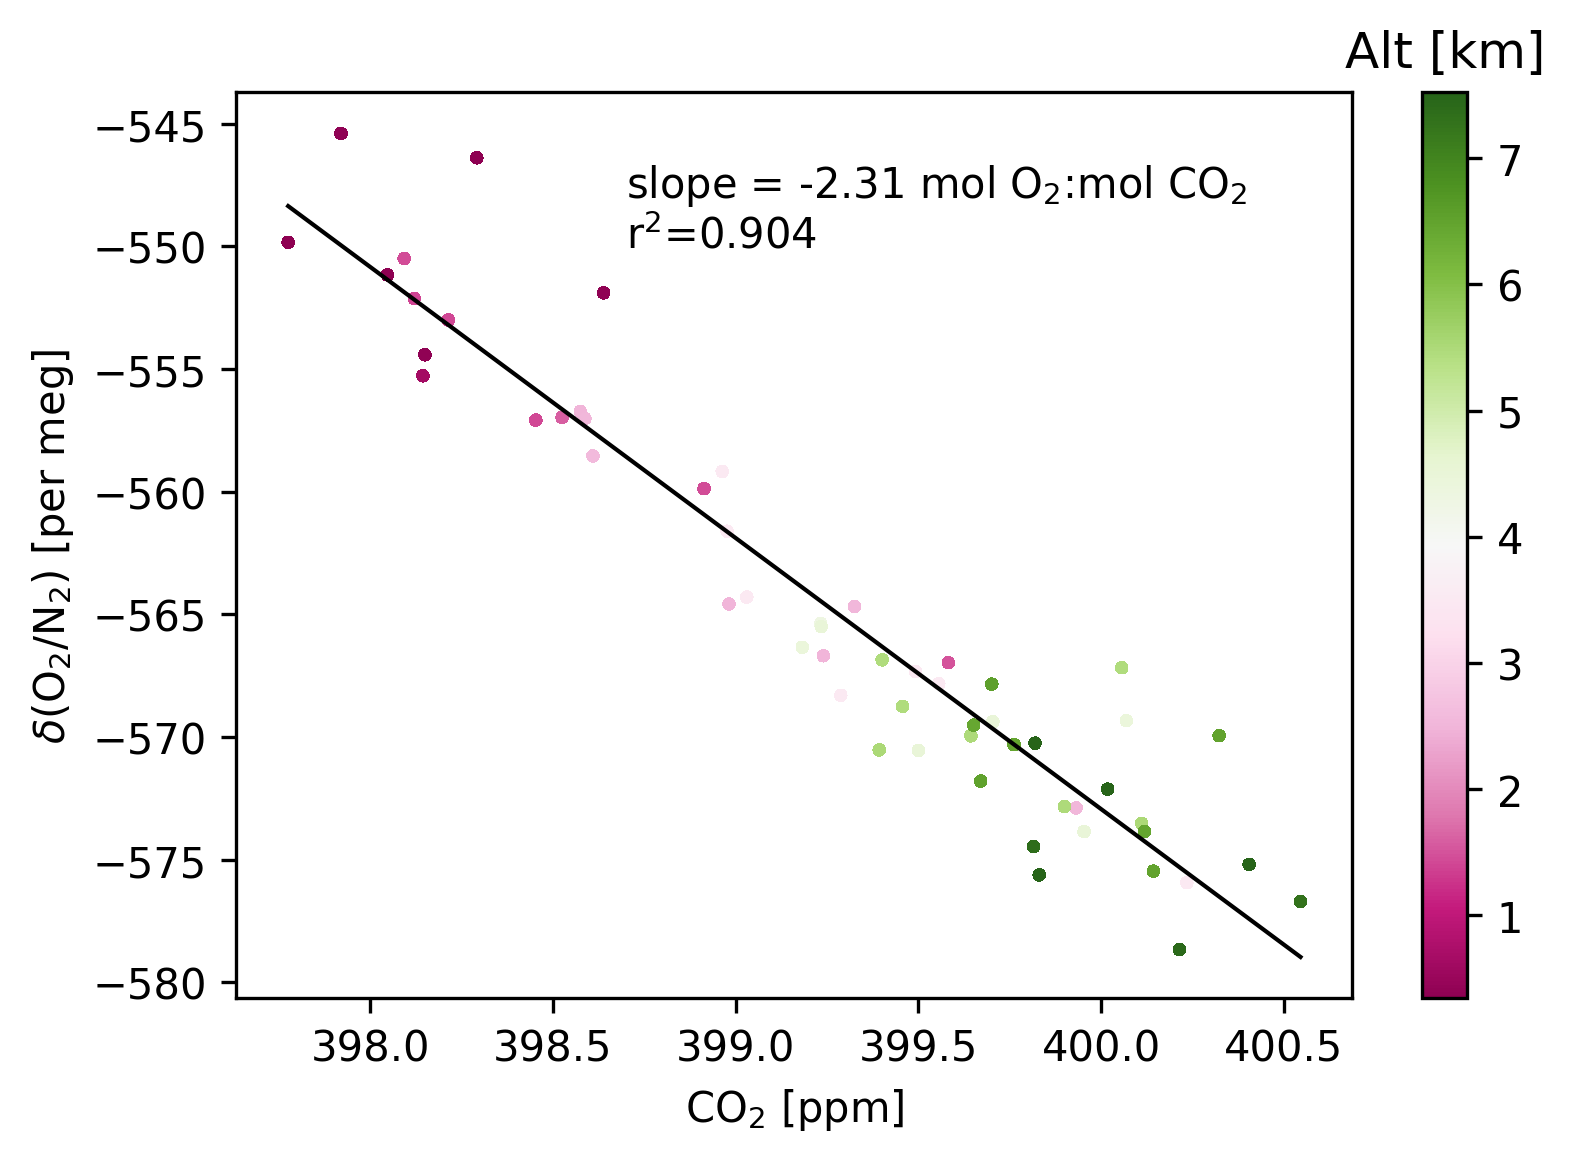 Alt [km]
slope = -2.31 mol O₂:mol CO₂
r²=0.904
−545
−550
−555
−560
−565
−570
−575
−580
δ(O₂/N₂) [per meg]
398.0 398.5 399.0 399.5 400.0 400.5
CO₂ [ppm]
7
6
5
4
3
2
1